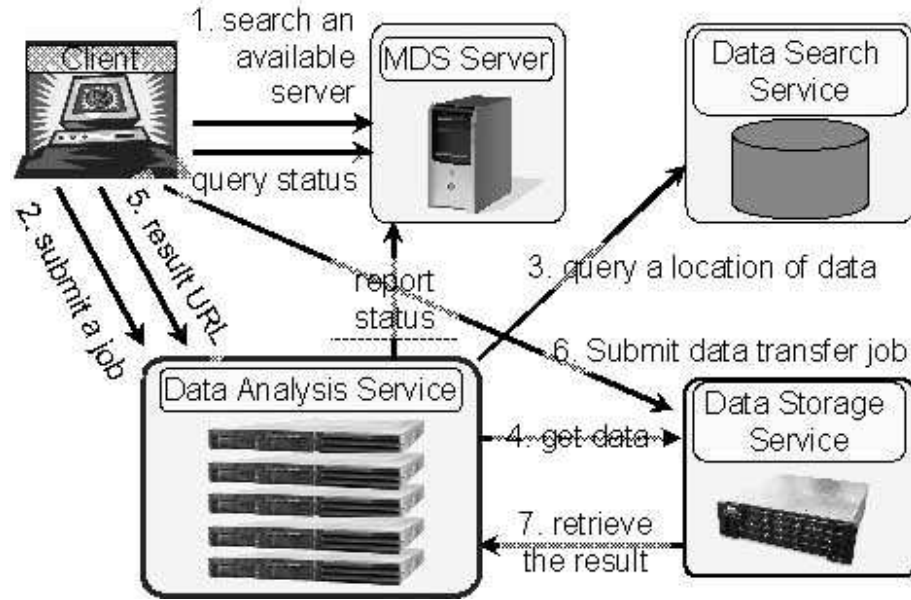 1. search an
available
server
Client
MDS Server
Data Search
Service
query status
2. submit a job
5. result URL
report
status
3. query a location of data
6. Submit data transfer job
Data Analysis Service
Data Storage
Service
4. get data
7. retrieve
the result